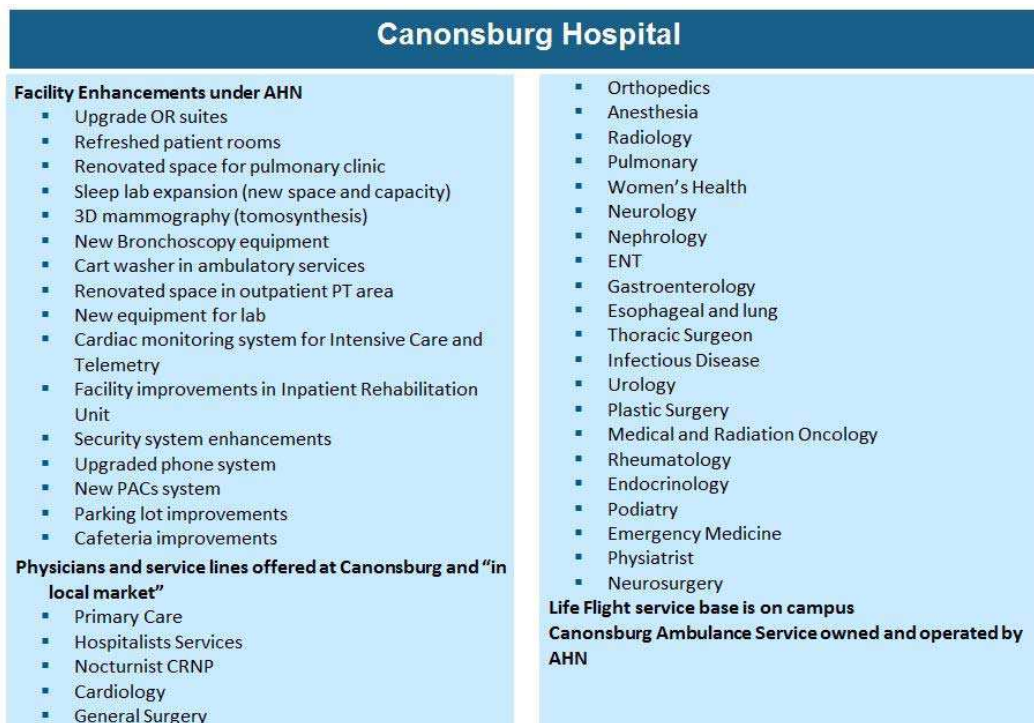 Canonsburg Hospital
Facility Enhancements under AHN
▪ Upgrade OR suites
▪ Refreshed patient rooms
▪ Renovated space for pulmonary clinic
▪ Sleep lab expansion (new space and capacity)
▪ 3D mammography (tomosynthesis)
▪ New Bronchoscopy equipment
▪ Cart washer in ambulatory services
▪ Renovated space in outpatient PT area
▪ New equipment for lab
▪ Cardiac monitoring system for Intensive Care and
Telemetry
▪ Facility improvements in Inpatient Rehabilitation
Unit
▪ Security system enhancements
▪ Upgraded phone system
▪ New PACs system
▪ Parking lot improvements
▪ Cafeteria improvements
Physicians and service lines offered at Canonsburg and “in
local market”
▪ Primary Care
▪ Hospitalists Services
▪ Nocturnist CRNP
▪ Cardiology
▪ General Surgery
▪ Orthopedics
▪ Anesthesia
▪ Radiology
▪ Pulmonary
▪ Women’s Health
▪ Neurology
▪ Nephrology
▪ ENT
▪ Gastroenterology
▪ Esophageal and lung
▪ Thoracic Surgeon
▪ Infectious Disease
▪ Urology
▪ Plastic Surgery
▪ Medical and Radiation Oncology
▪ Rheumatology
▪ Endocrinology
▪ Podiatry
▪ Emergency Medicine
▪ Physiatrist
▪ Neurosurgery
Life Flight service base is on campus
Canonsburg Ambulance Service owned and operated by
AHN